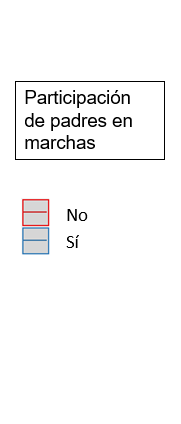 Participación
de padres en
marchas
No
Sí